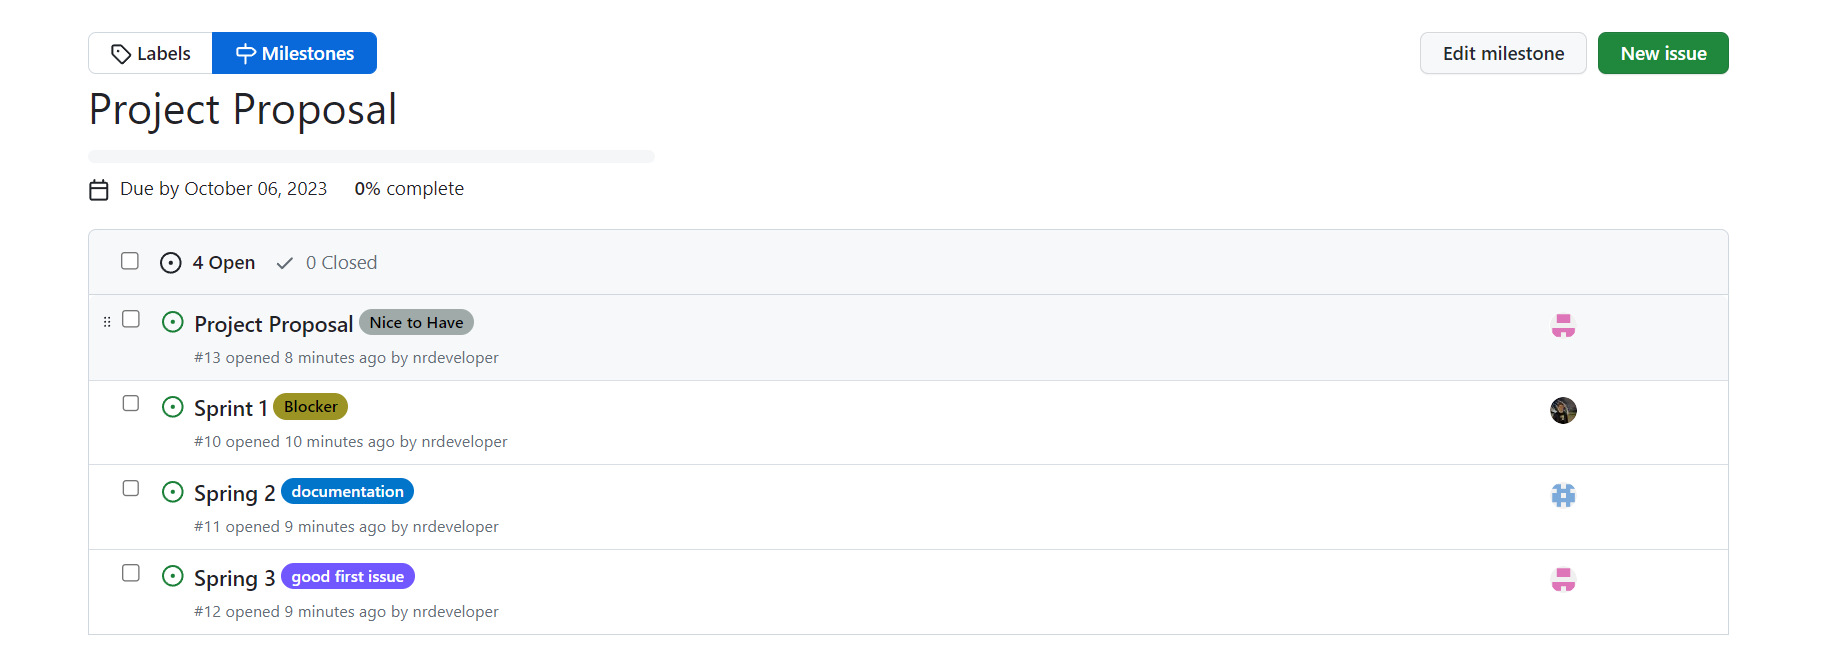 Labels Milestones Edit milestone New issue
Project Proposal
Due by October 06, 2023 0% complete
4 Open 0 Closed
Project Proposal Nice to Have
#13 opened 8 minutes ago by nrdeveloper
Sprint 1 Blocker
#10 opened 10 minutes ago by nrdeveloper
Spring 2 documentation
#11 opened 9 minutes ago by nrdeveloper
Spring 3 good first issue
#12 opened 9 minutes ago by nrdeveloper